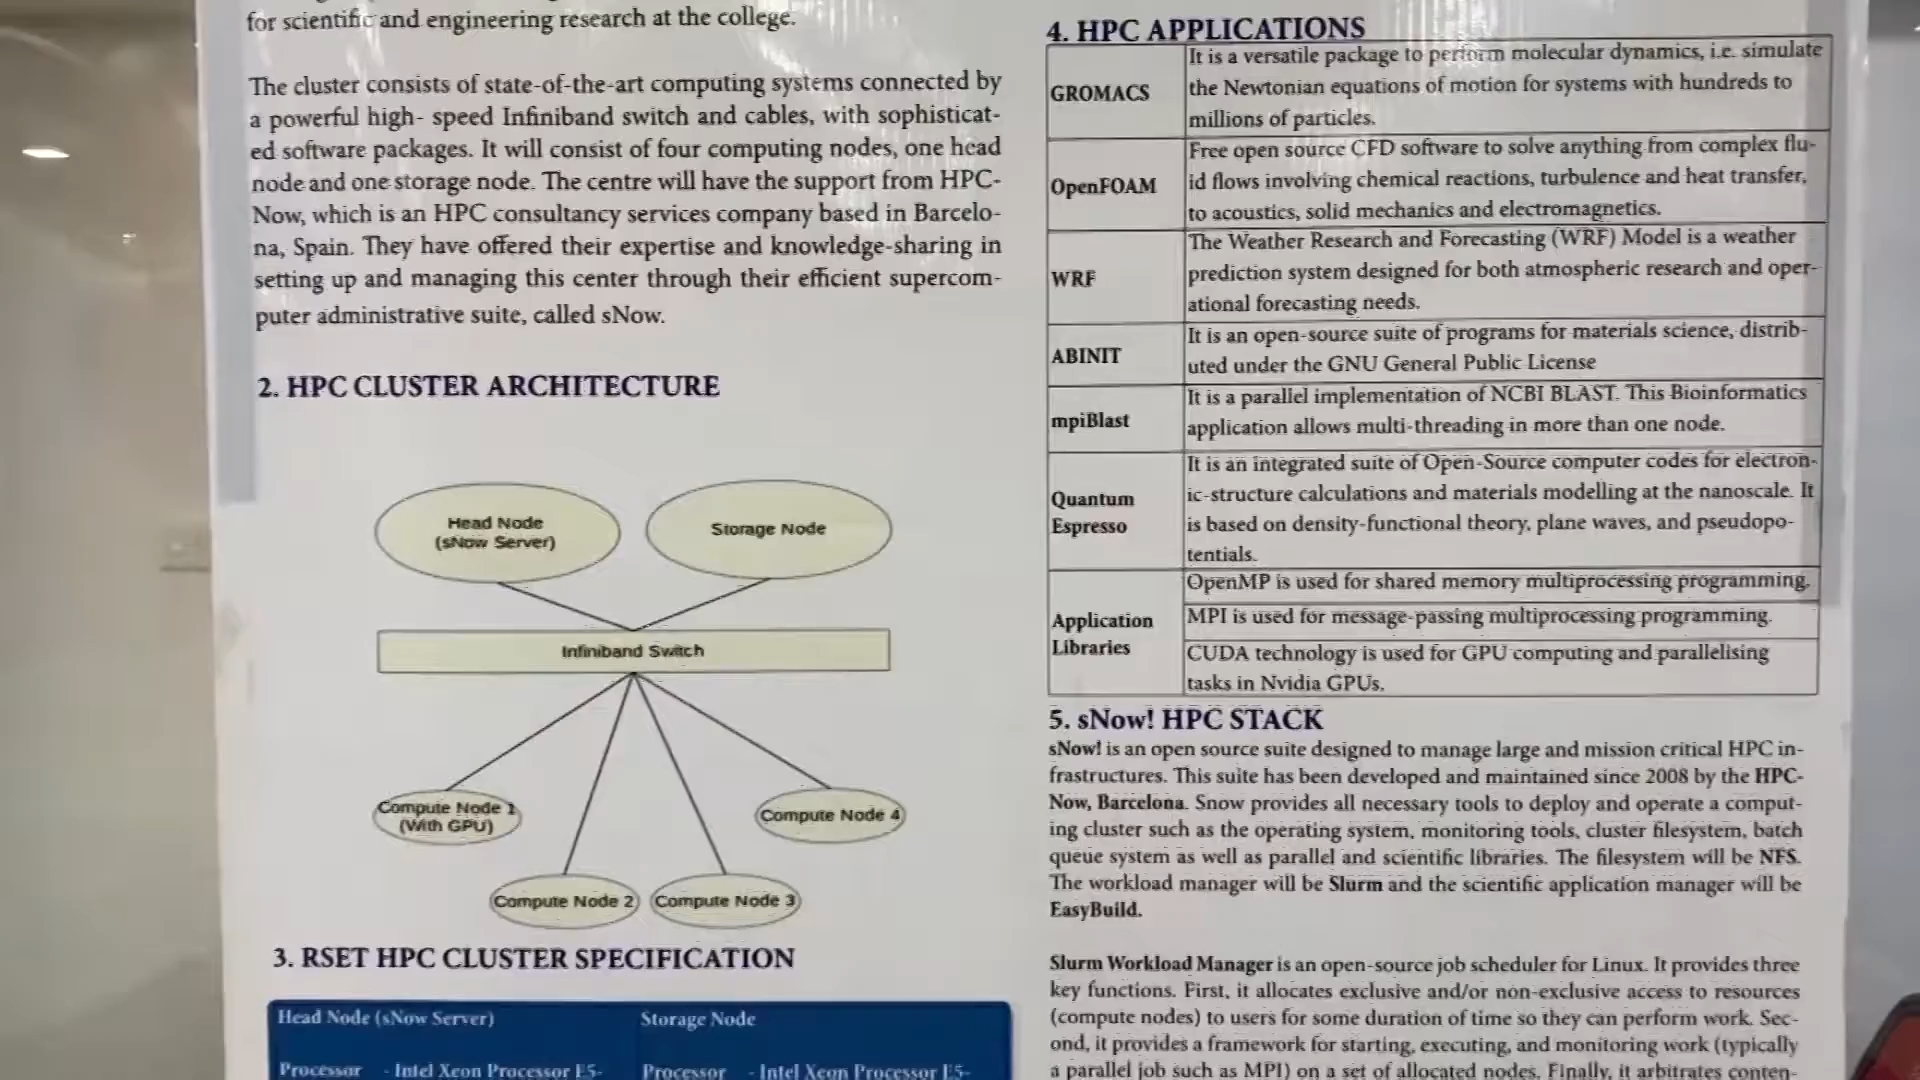 for scientific and engineering research at the college.
The cluster consists of state-of-the-art computing systems connected by
a powerful high- speed Infiniband switch and cables, with sophisticat-
ed software packages. It will consist of four computing nodes, one head
node and one storage node. The centre will have the support from HPC-
Now, which is an HPC consultancy services company based in Barcelo-
na, Spain. They have offered their expertise and knowledge-sharing in
setting up and managing this center through their efficient supercom-
puter administrative suite, called sNow.
2. HPC CLUSTER ARCHITECTURE
Head Node
(sNow Server)
Storage Node
Infiniband Switch
Compute Node 1
(With GPU)
Compute Node 4
Compute Node 2
Compute Node 3
3. RSET HPC CLUSTER SPECIFICATION
Head Node (sNow Server)
Storage Node
Processor - Intel Xeon Processor E5-
Processor - Intel Xeon Processor E5-
4. HPC APPLICATIONS
GROMACS
It is a versatile package to perform molecular dynamics, i.e. simulate
the Newtonian equations of motion for systems with hundreds to
millions of particles.
OpenFOAM
Free open source CFD software to solve anything from complex flu-
id flows involving chemical reactions, turbulence and heat transfer,
to acoustics, solid mechanics and electromagnetics.
WRF
The Weather Research and Forecasting (WRF) Model is a weather
prediction system designed for both atmospheric research and oper-
ational forecasting needs.
ABINIT
It is an open-source suite of programs for materials science, distrib-
uted under the GNU General Public License
mpiBlast
It is a parallel implementation of NCBI BLAST. This Bioinformatics
application allows multi-threading in more than one node.
Quantum
Espresso
It is an integrated suite of Open-Source computer codes for electron-
ic-structure calculations and materials modelling at the nanoscale. It
is based on density-functional theory, plane waves, and pseudopo-
tentials.
Application
Libraries
OpenMP is used for shared memory multiprocessing programming.
MPI is used for message-passing multiprocessing programming.
CUDA technology is used for GPU computing and parallelising
tasks in Nvidia GPUs.
5. sNow! HPC STACK
sNow! is an open source suite designed to manage large and mission critical HPC in-
frastructures. This suite has been developed and maintained since 2008 by the HPC-
Now, Barcelona. Snow provides all necessary tools to deploy and operate a comput-
ing cluster such as the operating system, monitoring tools, cluster filesystem, batch
queue system as well as parallel and scientific libraries. The filesystem will be NFS.
The workload manager will be Slurm and the scientific application manager will be
EasyBuild.
Slurm Workload Manager is an open-source job scheduler for Linux. It provides three
key functions. First, it allocates exclusive and/or non-exclusive access to resources
(compute nodes) to users for some duration of time so they can perform work. Sec-
ond, it provides a framework for starting, executing, and monitoring work (typically
a parallel job such as MPI) on a set of allocated nodes. Finally, it arbitrates conten-